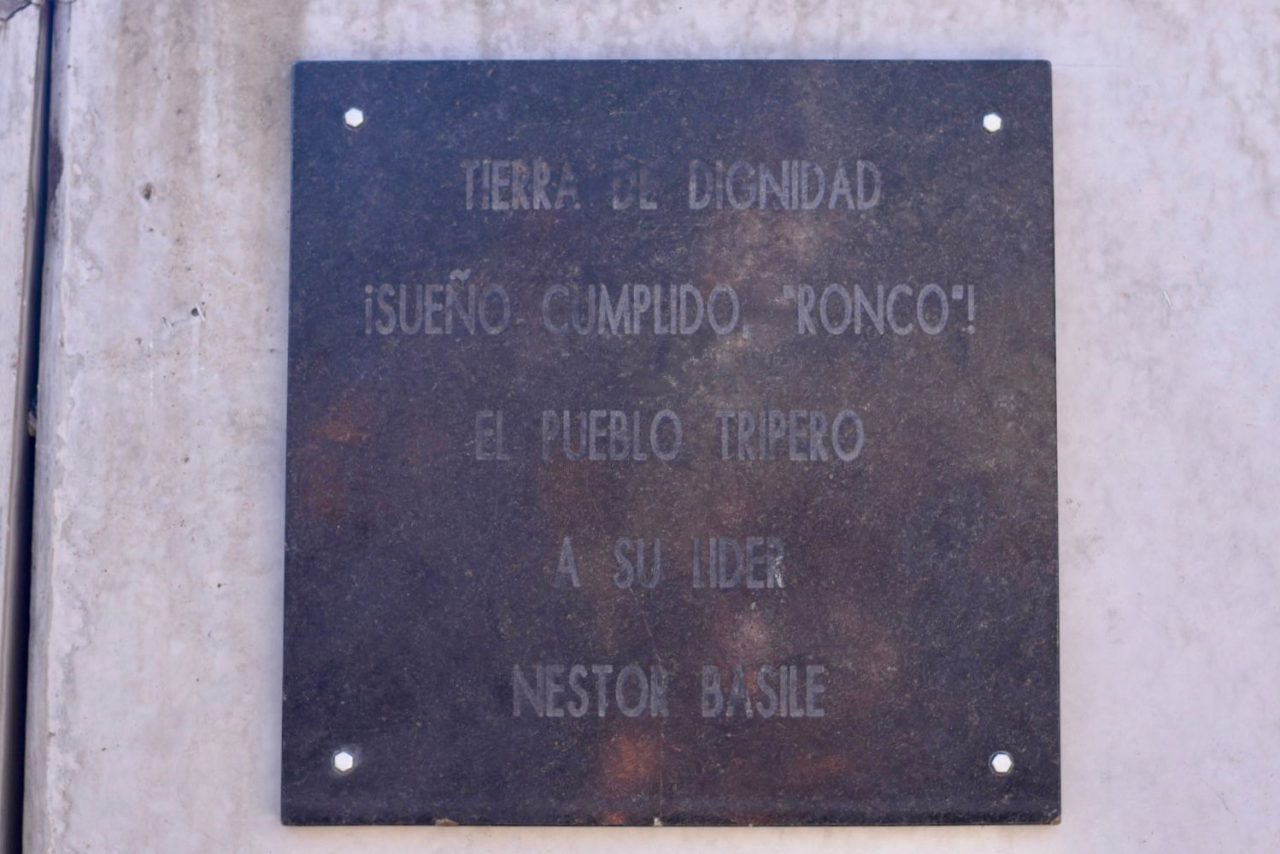 TIERRA DE DIGNIDAD
¡SUEÑO CUMPLIDO, "RONCO"!
EL PUEBLO TRIPERO
A SU LIDER
NESTOR BASILE